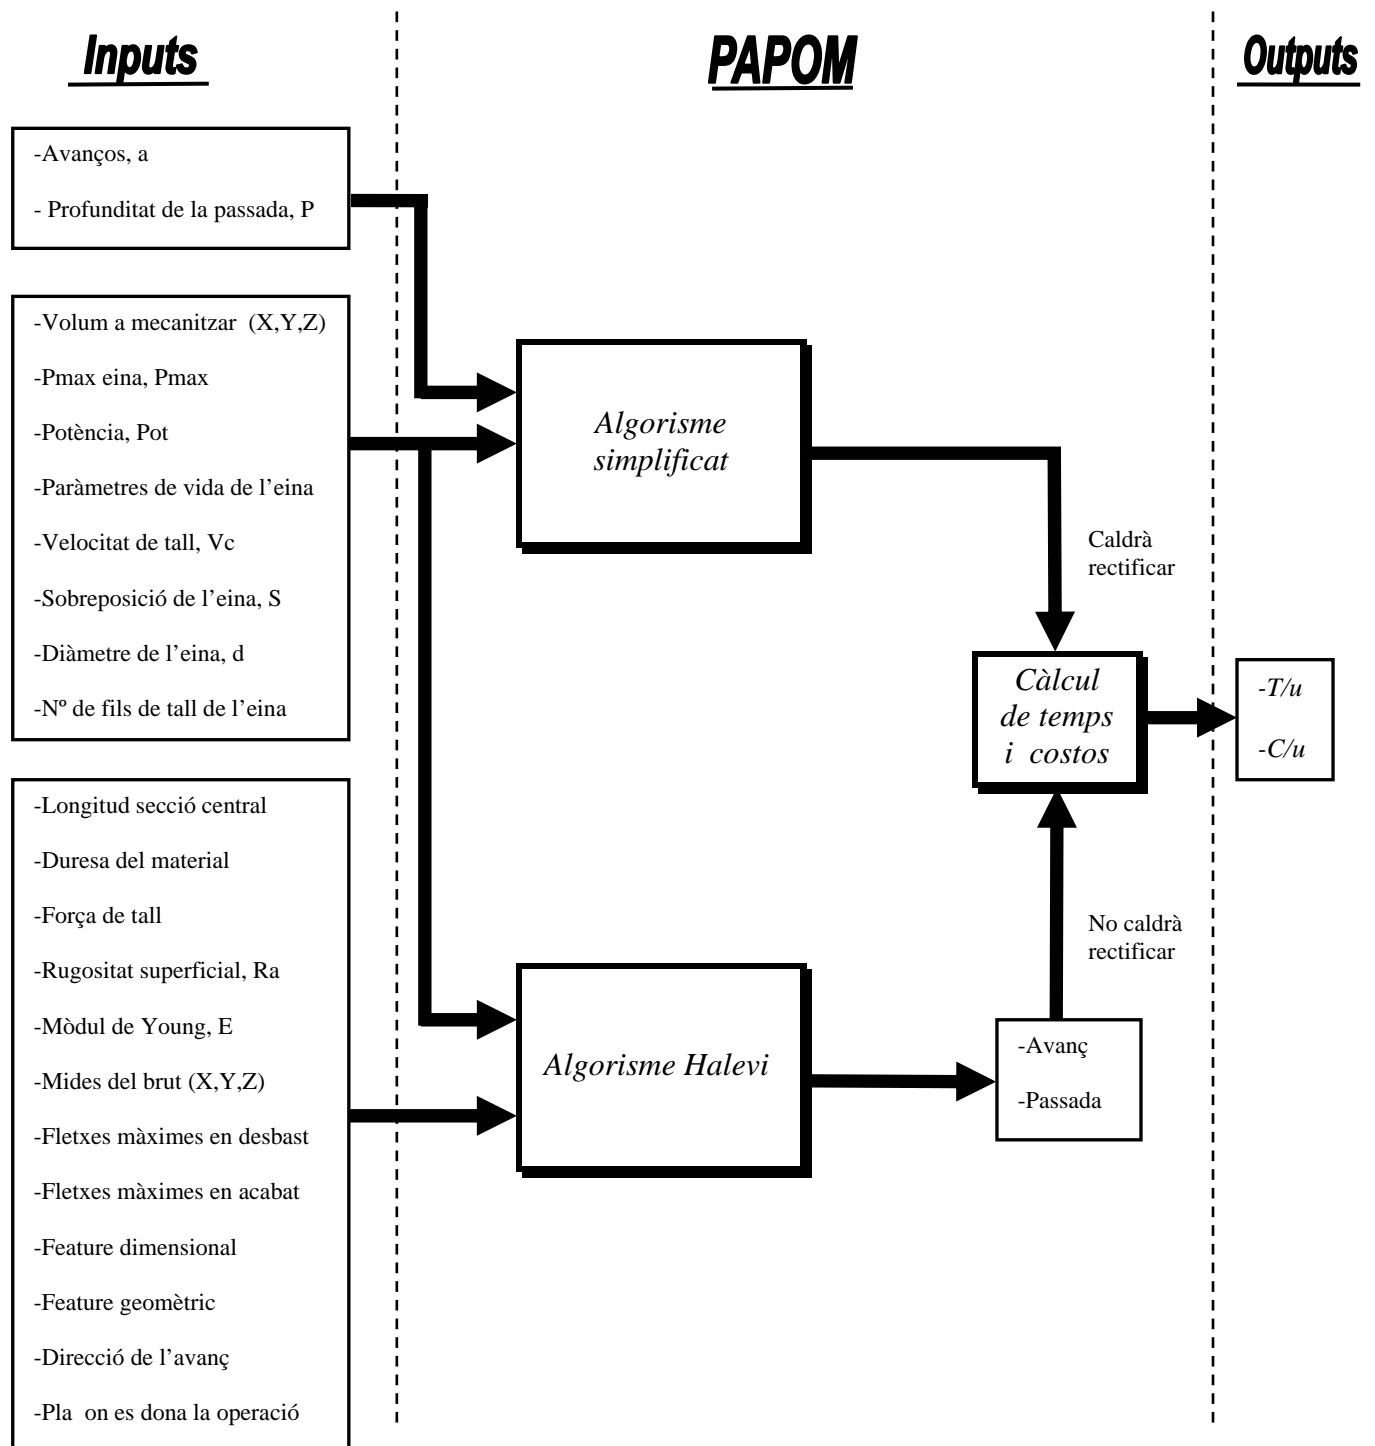 Inputs
PAPOM
Outputs
-Avanços, a
- Profunditat de la passada, P
-Volum a mecanitzar (X,Y,Z)
-Pmax eina, Pmax
-Potència, Pot
-Paràmetres de vida de l’eina
-Velocitat de tall, Vc
-Sobreposició de l’eina, S
-Diàmetre de l’eina, d
-Nº de fils de tall de l’eina
-Longitud secció central
-Duresa del material
-Força de tall
-Rugositat superficial, Ra
-Mòdul de Young, E
-Mides del brut (X,Y,Z)
-Fletxes màximes en desbast
-Fletxes màximes en acabat
-Feature dimensional
-Feature geomètric
-Direcció de l’avanç
-Pla on es dona la operació
Algorisme
simplificat
Algorisme Halevi
Caldrà
rectificar
Càlcul
de temps
i costos
No caldrà
rectificar
-Avanç
-Passada
-T/u
-C/u